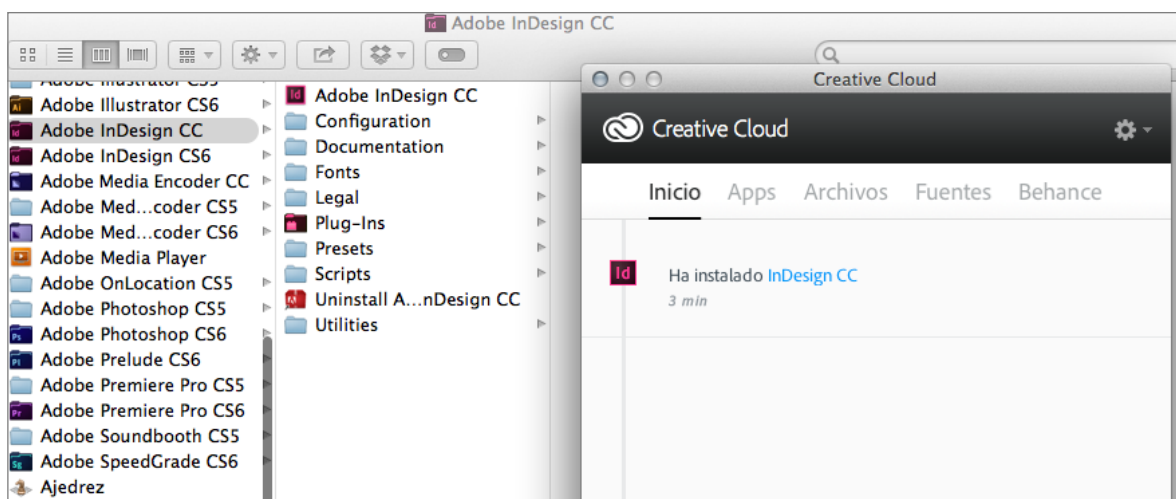 Adobe InDesign CC
Adobe Illustrator CS5
Adobe Illustrator CS6
Adobe InDesign CC
Adobe InDesign CS6
Adobe Media Encoder CC
Adobe Med...coder CS5
Adobe Med...coder CS6
Adobe Media Player
Adobe OnLocation CS5
Adobe Photoshop CS5
Adobe Photoshop CS6
Adobe Prelude CS6
Adobe Premiere Pro CS5
Adobe Premiere Pro CS6
Adobe Soundbooth CS5
Adobe SpeedGrade CS6
Ajedrez
Adobe InDesign CC
Configuration
Documentation
Fonts
Legal
Plug-Ins
Presets
Scripts
Uninstall A...nDesign CC
Utilities
Creative Cloud
Creative Cloud
Inicio Apps Archivos Fuentes Behance
Id
Ha instalado InDesign CC
3 min